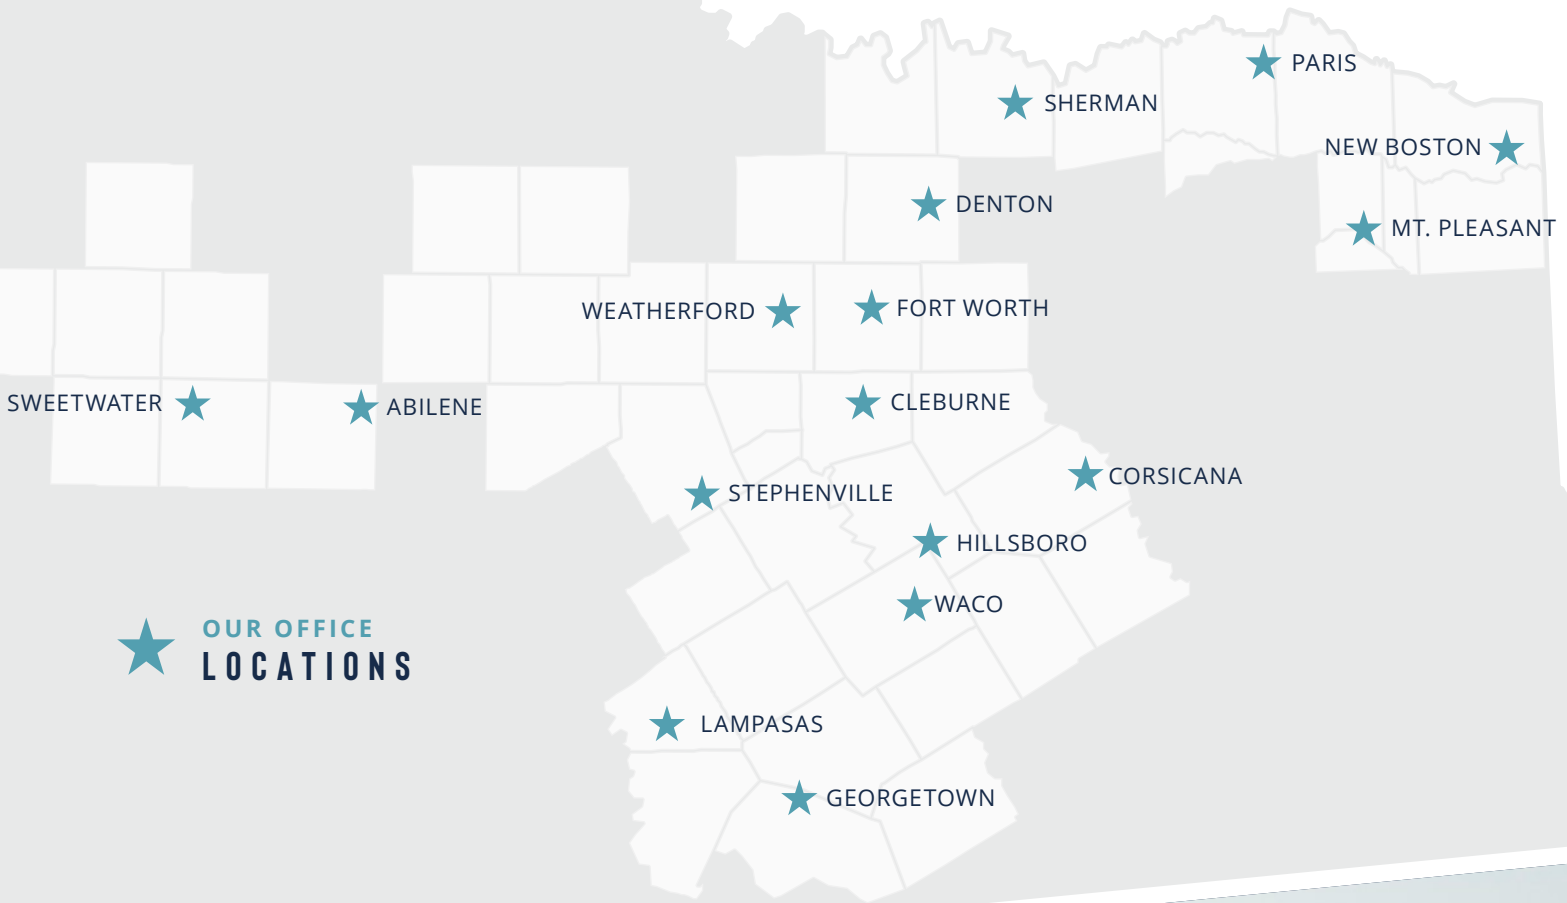 PARIS
SHERMAN
NEW BOSTON
DENTON
MT. PLEASANT
WEATHERFORD
FORT WORTH
SWEETWATER
ABILENE
CLEBURNE
CORSICANA
STEPHENVILLE
HILLSBORO
WACO
OUR OFFICE
LOCATIONS
LAMPASAS
GEORGETOWN